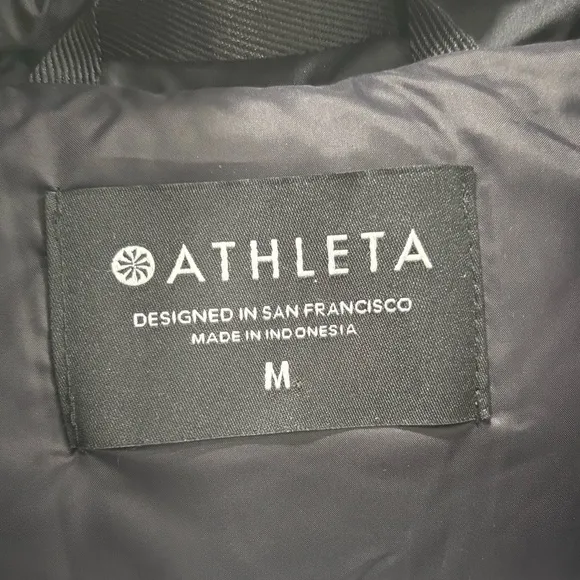 ATHLETA
DESIGNED IN SAN FRANCISCO
MADE IN INDONESIA
M